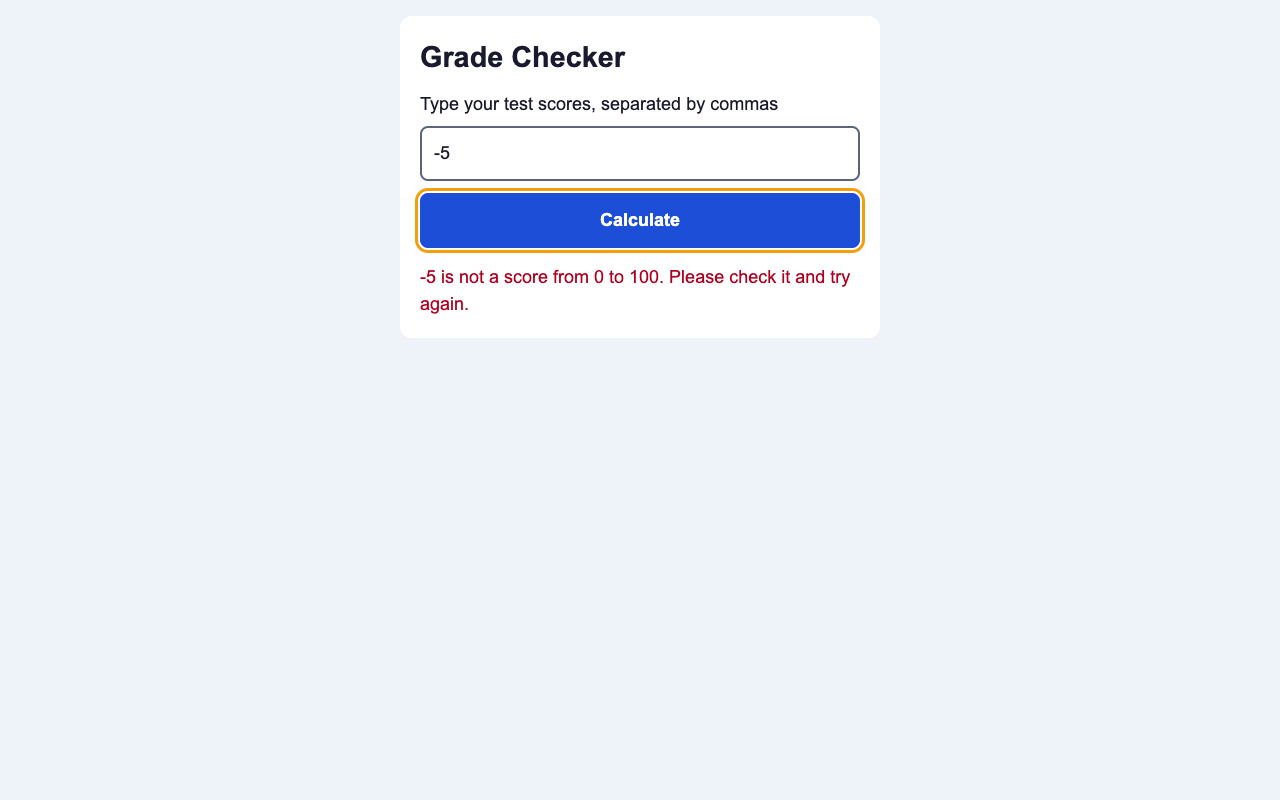 Grade Checker
Type your test scores, separated by commas
-5
Calculate
-5 is not a score from 0 to 100. Please check it and try
again.